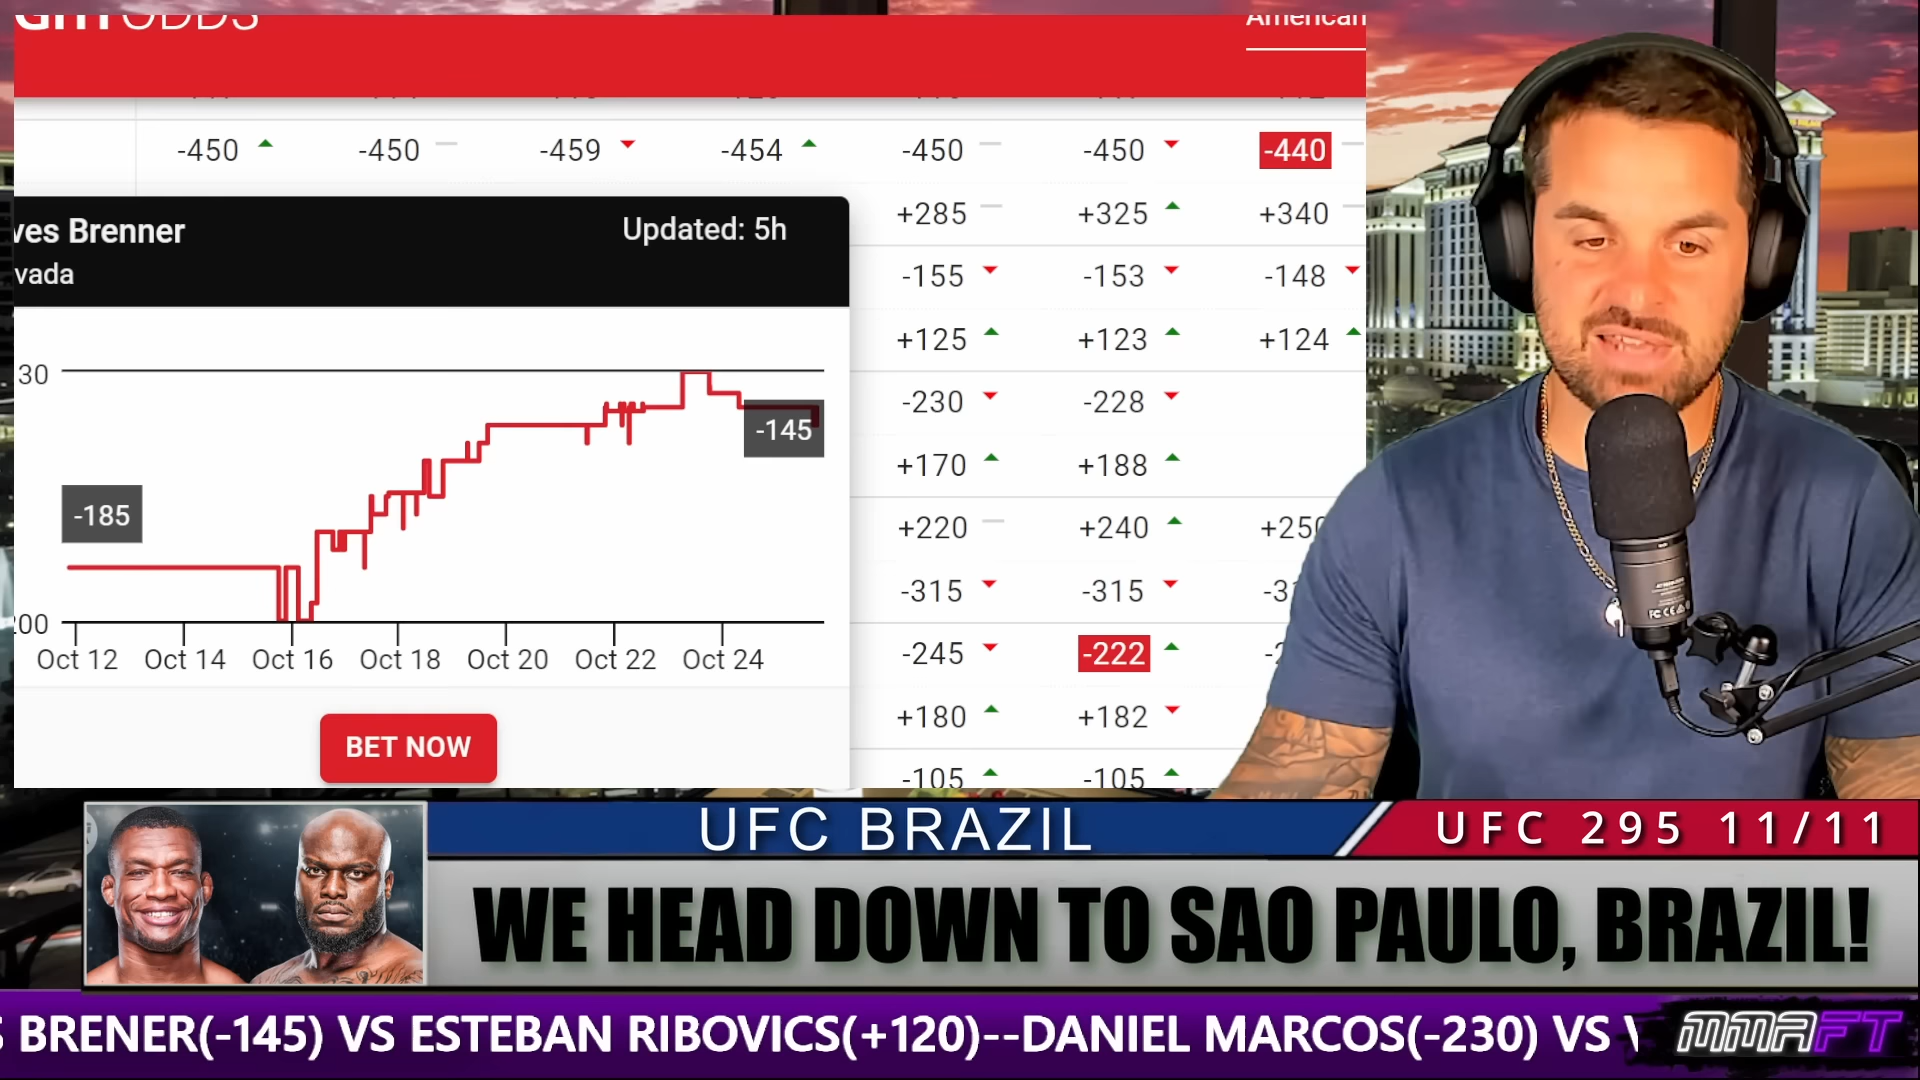 ODDS
American
-450 -450 -459 -454 -450 -450 -440
+285 +325 +340
ves Brenner
Updated: 5h
vada
-155 -153 -148
+125 +123 +124
30
-230 -228
-145
+170 +188
-185
+220 +240 +250
-315 -315 -3
00
-245 -222 -2
Oct 12 Oct 14 Oct 16 Oct 18 Oct 20 Oct 22 Oct 24
+180 +182
BET NOW
-105 -105
UFC BRAZIL
UFC 295 11/11
WE HEAD DOWN TO SAO PAULO, BRAZIL!
S BRENER(-145) VS ESTEBAN RIBOVICS(+120)--DANIEL MARCOS(-230) VS V
MMAFT